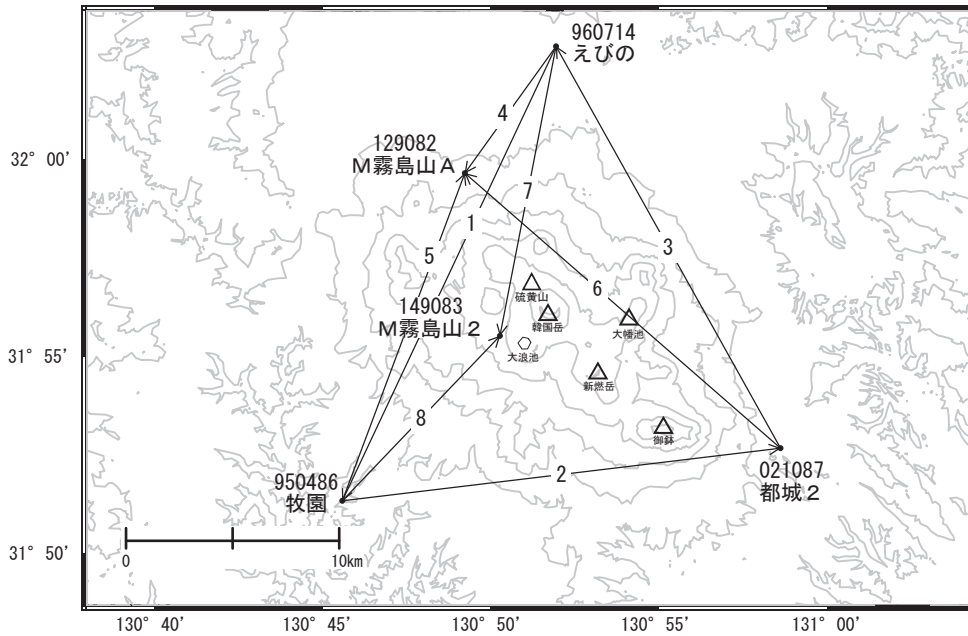 960714
えびの
4
129082
M霧島山A
32° 00'
7
1
3
5
6
硫黄山
149083
M霧島山2
韓国岳
大幡池
31° 55'
大浪池
新燃岳
8
御鉢
950486
牧園
2
021087
都城2
31° 50'
0
10km
130° 40'
130° 45'
130° 50'
130° 55'
131° 00'